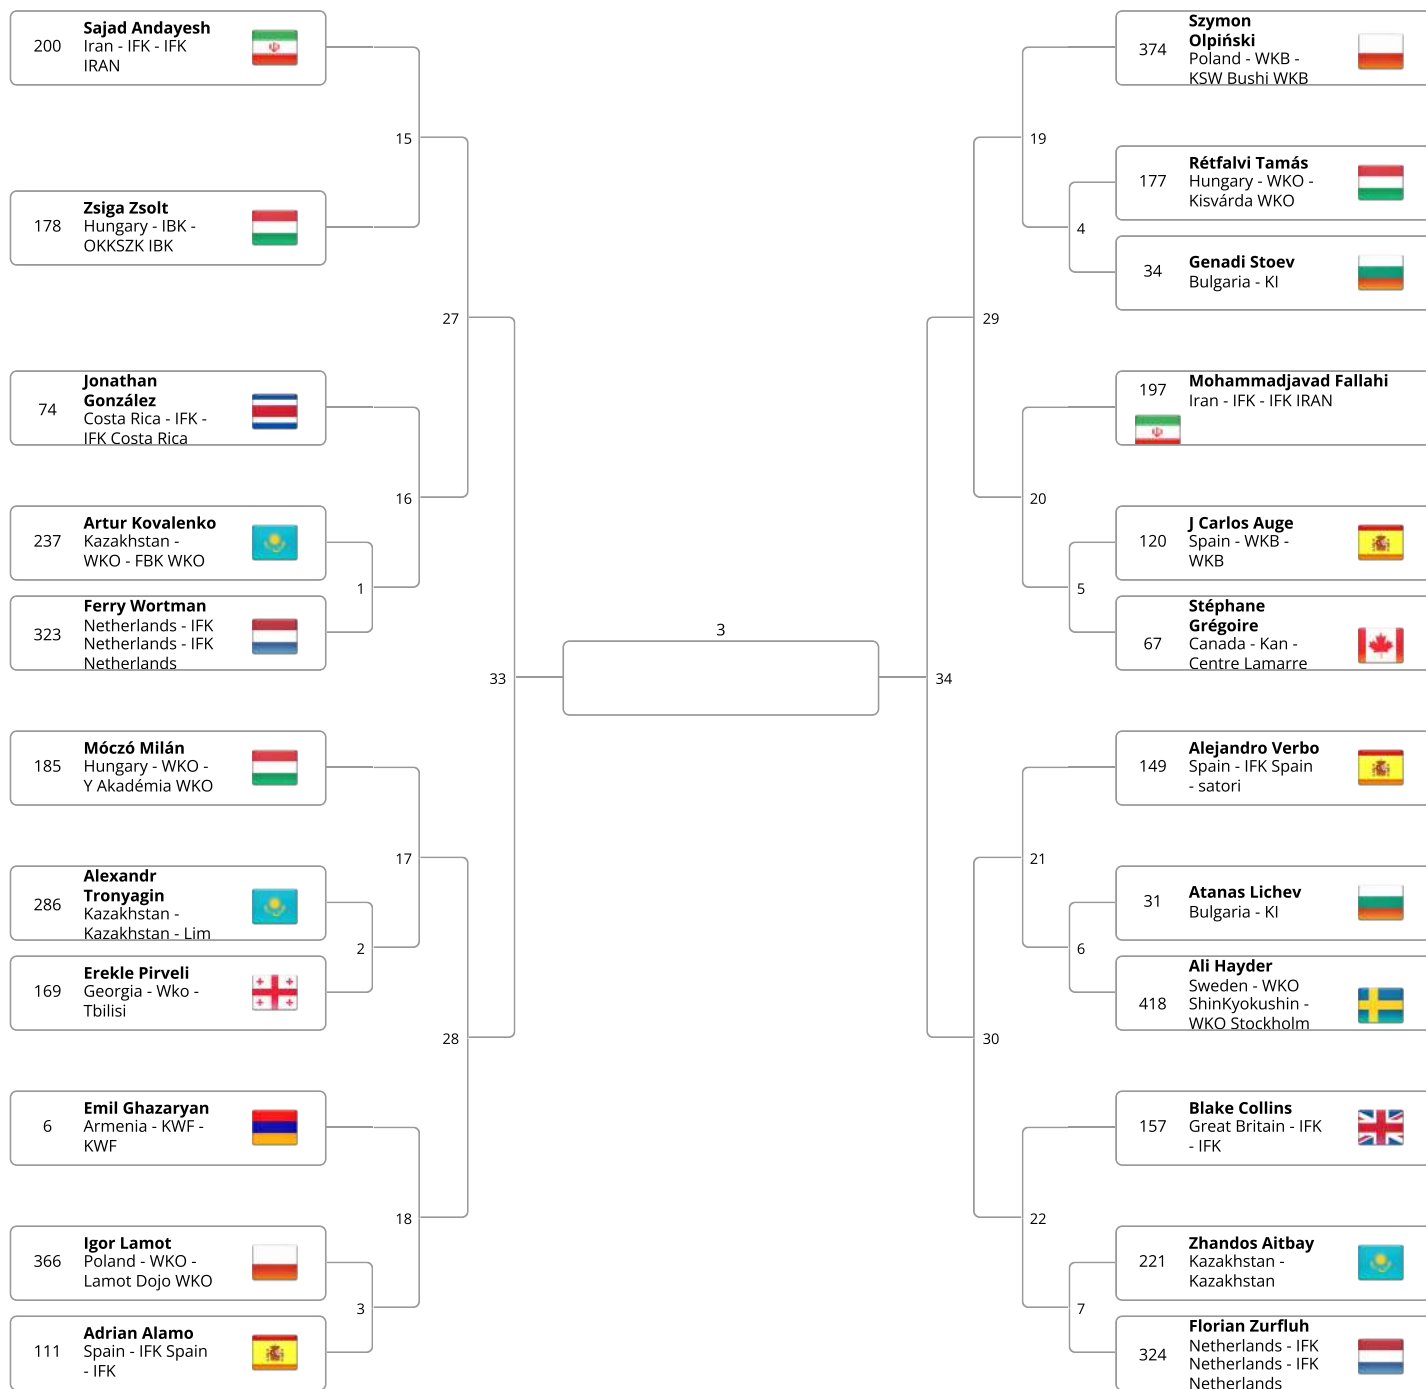 200
Sajad Andayesh
Iran - IFK - IFK
IRAN
15
178
Zsiga Zsolt
Hungary - IBK -
OKKSZK IBK
27
74
Jonathan
González
Costa Rica - IFK -
IFK Costa Rica
16
237
Artur Kovalenko
Kazakhstan -
WKO - FBK WKO
1
323
Ferry Wortman
Netherlands - IFK
Netherlands - IFK
Netherlands
33
185
Móczó Milán
Hungary - WKO -
Y Akadémia WKO
17
286
Alexandr
Tronyagin
Kazakhstan -
Kazakhstan - Lim
2
169
Erekle Pirveli
Georgia - Wko -
Tbilisi
28
6
Emil Ghazaryan
Armenia - KWF -
KWF
18
366
Igor Lamot
Poland - WKO -
Lamot Dojo WKO
3
111
Adrian Alamo
Spain - IFK Spain
- IFK
3
374
Szymon
Olpiński
Poland - WKB -
KSW Bushi WKB
19
177
Rétfalvi Tamás
Hungary - WKO -
Kisvárda WKO
4
34
Genadi Stoev
Bulgaria - KI
29
197
Mohammadjavad Fallahi
Iran - IFK - IFK IRAN
20
120
J Carlos Auge
Spain - WKB -
WKB
5
67
Stéphane
Grégoire
Canada - Kan -
Centre Lamarre
34
149
Alejandro Verbo
Spain - IFK Spain
- satori
21
31
Atanas Lichev
Bulgaria - KI
6
418
Ali Hayder
Sweden - WKO
ShinKyokushin -
WKO Stockholm
30
157
Blake Collins
Great Britain - IFK
- IFK
22
221
Zhandos Aitbay
Kazakhstan -
Kazakhstan
7
324
Florian Zurfluh
Netherlands - IFK
Netherlands - IFK
Netherlands